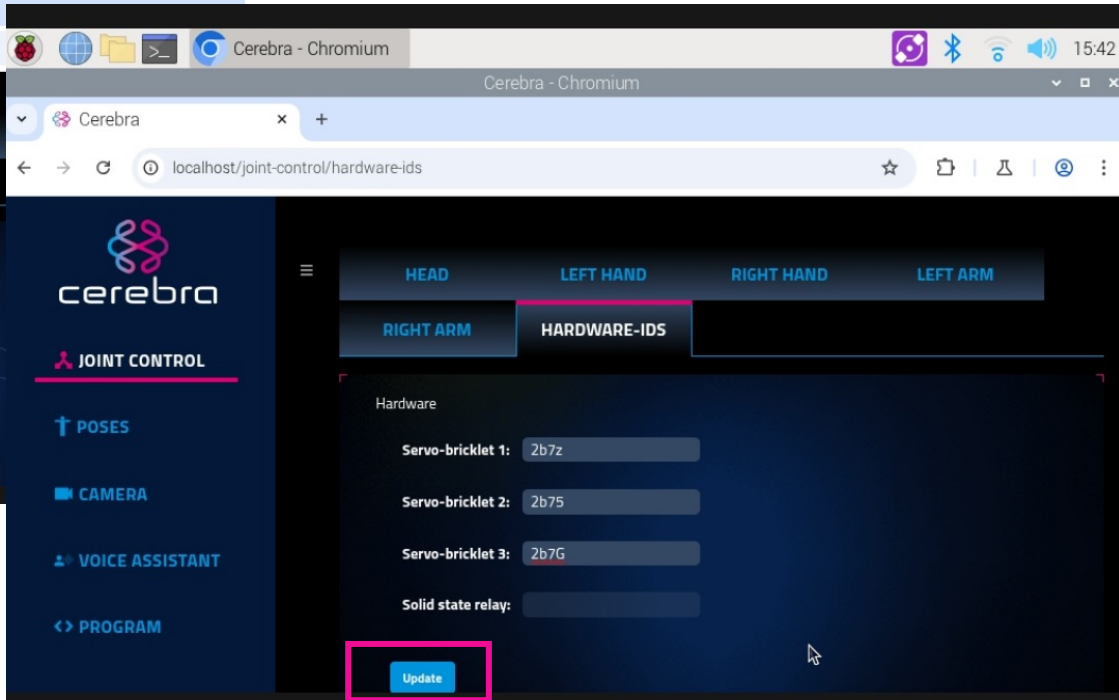 Cerebra - Chromium
15:42
Cerebra - Chromium
Cerebra
localhost/joint-control/hardware-ids
cerebra
HEAD LEFT HAND RIGHT HAND LEFT ARM
RIGHT ARM HARDWARE-IDS
JOINT CONTROL
POSES
CAMERA
VOICE ASSISTANT
PROGRAM
Hardware
Servo-bricklet 1: 2b7z
Servo-bricklet 2: 2b75
Servo-bricklet 3: 2b7G
Solid state relay:
Update